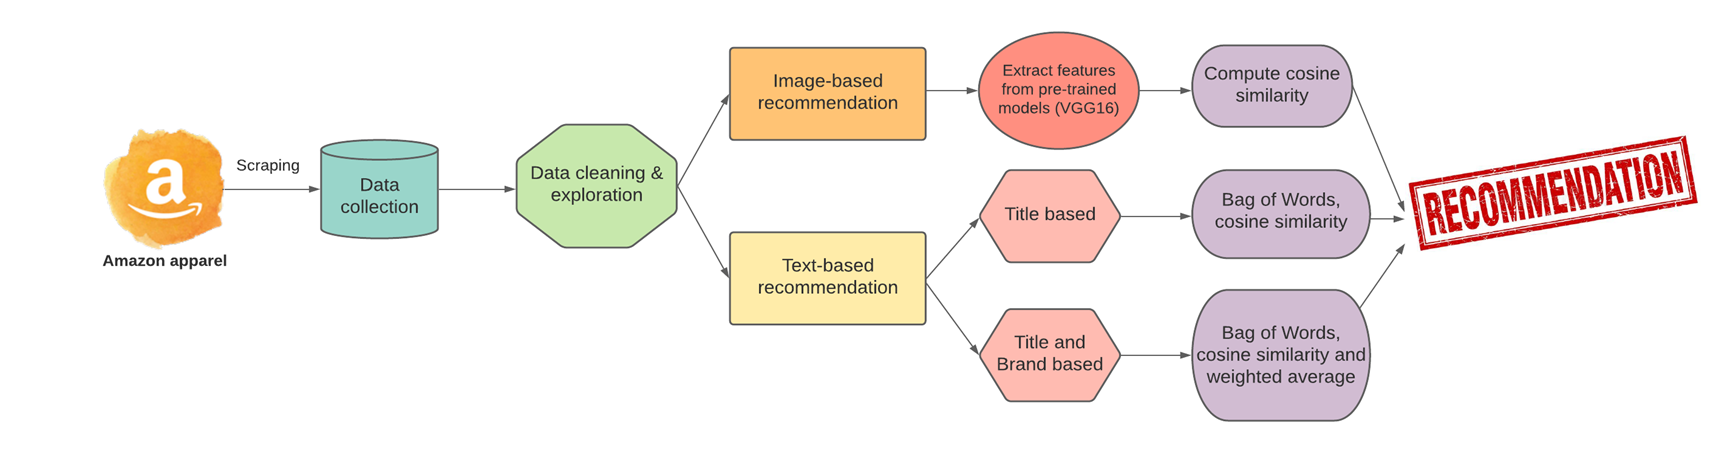 Amazon apparel
Scraping
Data
collection
Data cleaning &
exploration
Image-based
recommendation
Text-based
recommendation
Extract features
from pre-trained
models (VGG16)
Title based
Title and
Brand based
Compute cosine
similarity
Bag of Words,
cosine similarity
Bag of Words,
cosine similarity and
weighted average
RECOMMENDATION